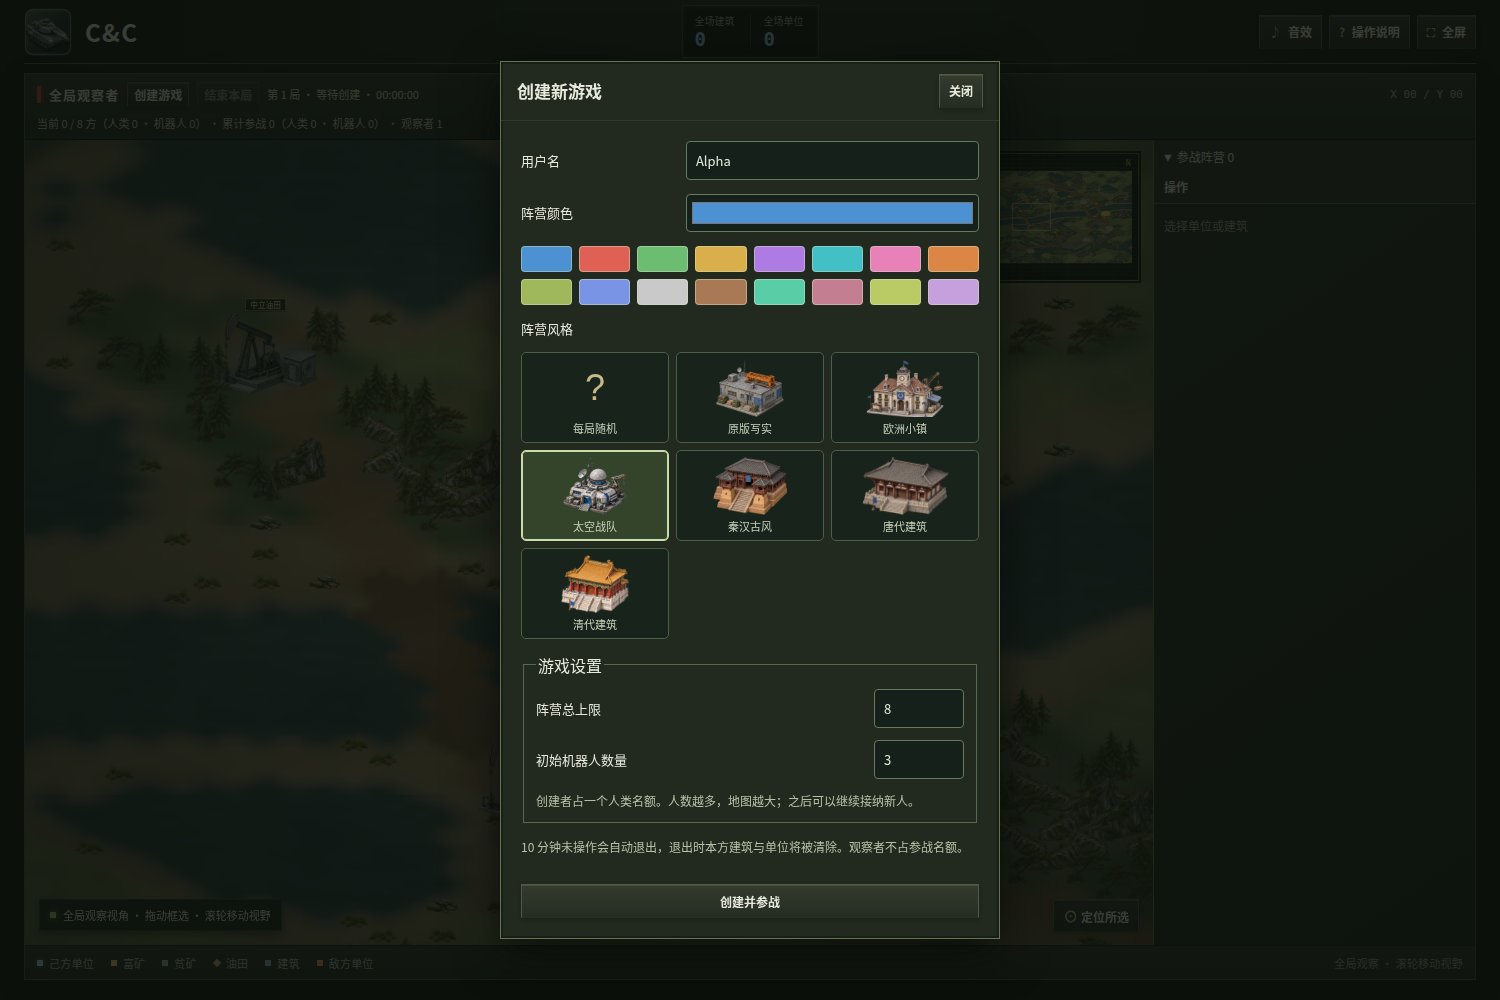 C&C
全场建筑
0
全场单位
0
♪ 音效
? 操作说明
全屏
全局观察者
创建游戏
结束本局
第 1 局 · 等待创建 · 00:00:00
X 00 / Y 00
当前 0 / 8 方（人类 0 · 机器人 0） · 累计参战 0（人类 0 · 机器人 0） · 观察者 1
创建新游戏
关闭
用户名
Alpha
阵营颜色
阵营风格
?
每局随机
原版写实
欧洲小镇
太空战队
秦汉古风
唐代建筑
清代建筑
游戏设置
阵营总上限
8
初始机器人数量
3
创建者占一个人类名额。人数越多，地图越大；之后可以继续接纳新人。
10 分钟未操作会自动退出，退出时本方建筑与单位将被清除。观察者不占参战名额。
创建并参战
中立油田
N
▼ 参战阵营 0
操作
选择单位或建筑
全局观察视角 · 拖动框选 · 滚轮移动视野
定位所选
己方单位
富矿
贫矿
油田
建筑
敌方单位
全局观察 · 滚轮移动视野